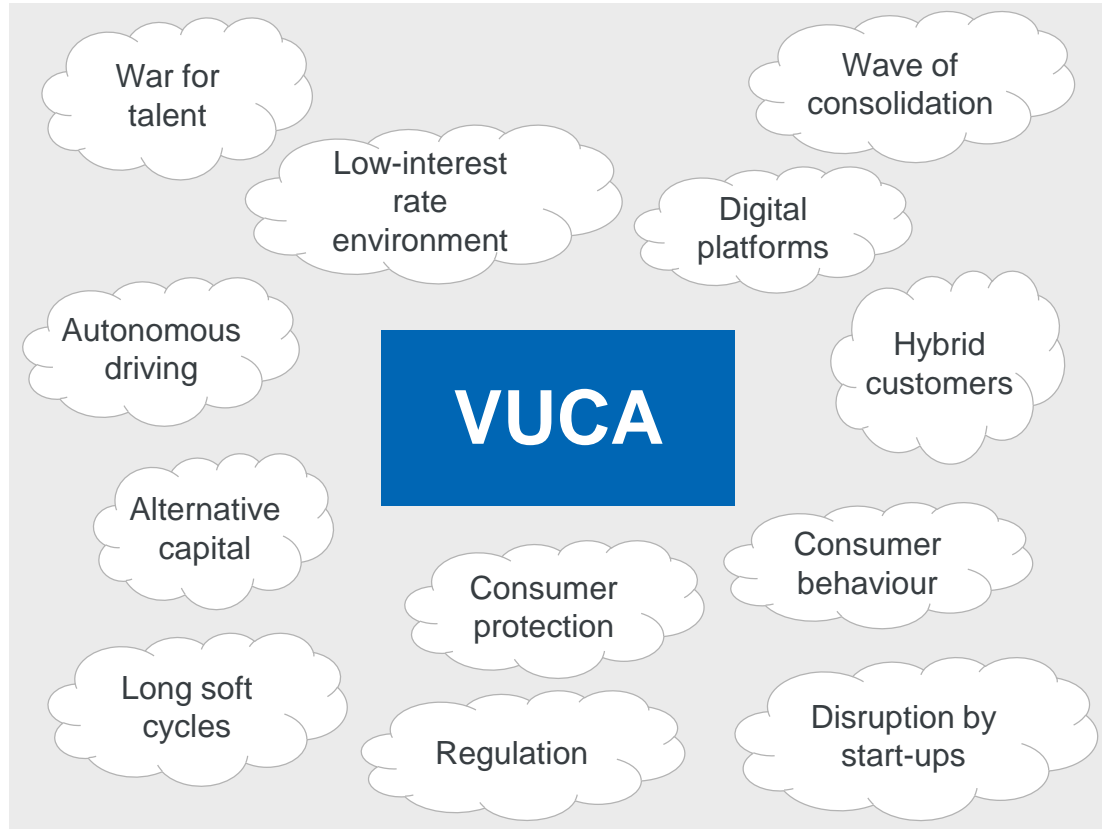 War for
talent
Wave of
consolidation
Low-interest
rate
environment
Digital
platforms
Autonomous
driving
Hybrid
customers
VUCA
Alternative
capital
Consumer
behaviour
Consumer
protection
Long soft
cycles
Regulation
Disruption by
start-ups